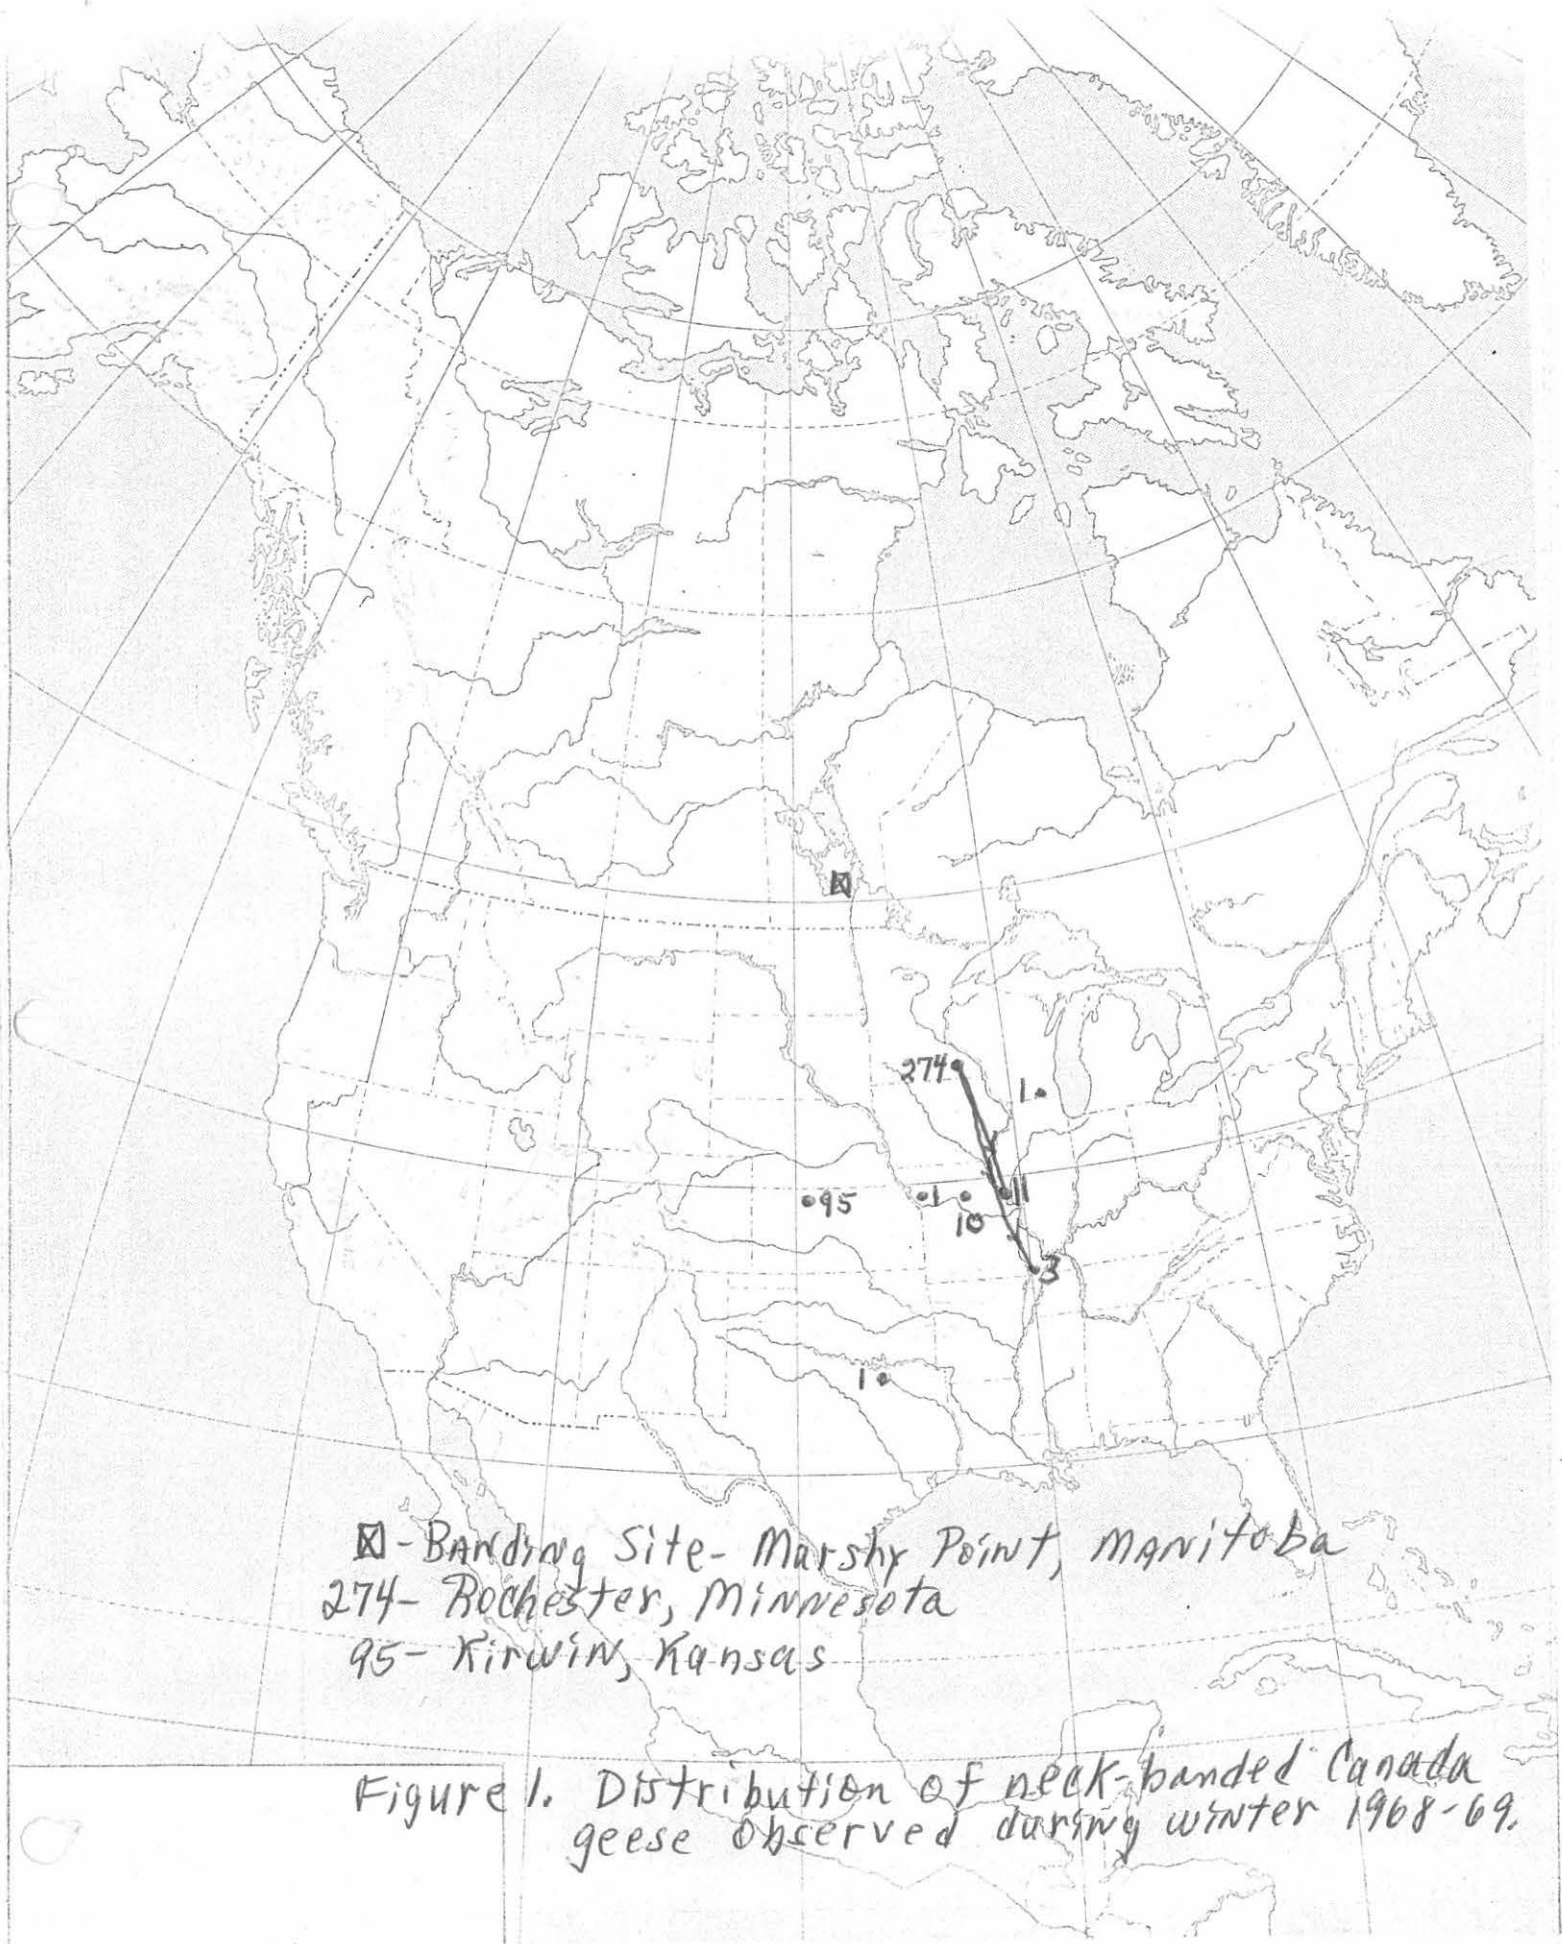 274
1
95
1
10
11
3
1
⊠-Banding Site- Marshy Point, Manitoba
274- Rochester, Minnesota
95- Kirwin, Kansas
Figure 1. Distribution of neck-banded Canada
geese observed during winter 1968-69.